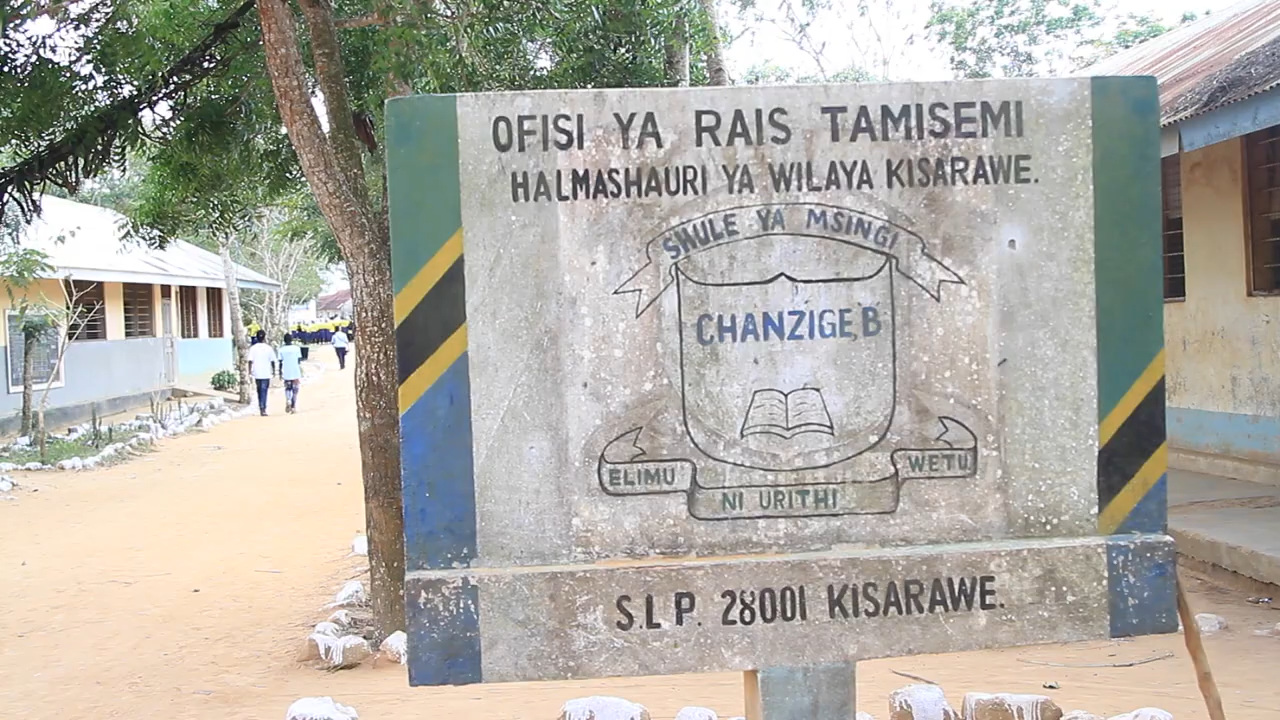 OFISI YA RAIS TAMISEMI
HALMASHAURI YA WILAYA KISARAWE.
SHULE YA MSINGI
CHANZIGE, B
ELIMU
NI URITHI
WETU
S.L.P. 28001 KISARAWE.